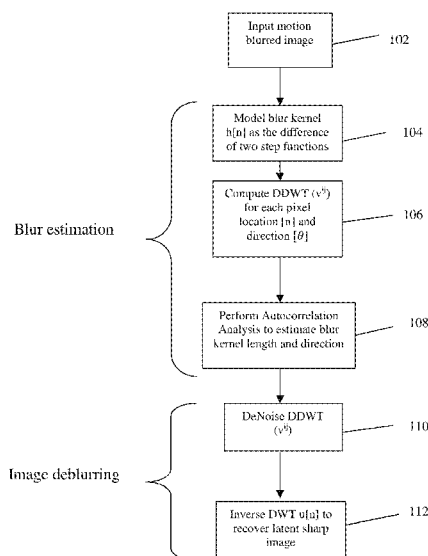 Input motion
blurred image
102
Model blur kernel
h[n] as the difference
of two step functions
104
Compute DDWT (vij)
for each pixel
location [n] and
direction [θ]
106
Blur estimation
Perform Autocorrelation
Analysis to estimate blur
kernel length and direction
108
DeNoise DDWT
(vij)
110
Image deblurring
Inverse DWT u[n] to
recover latent sharp
image
112